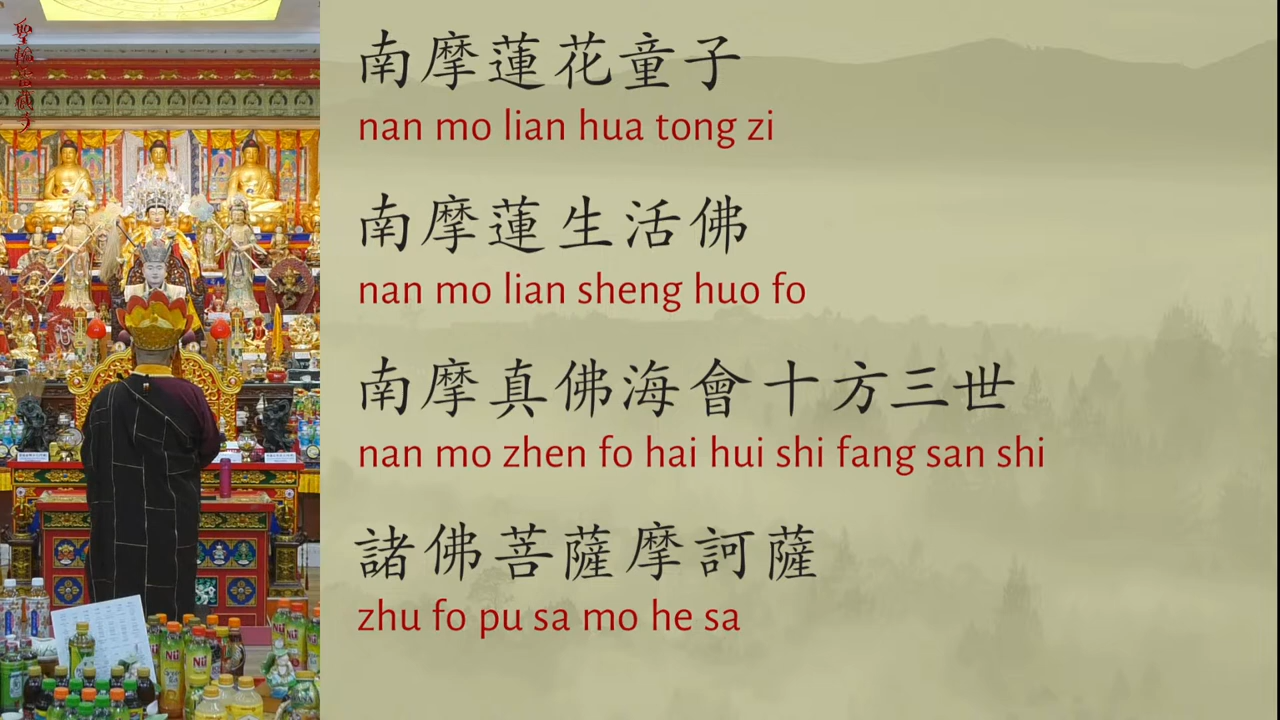 南摩蓮花童子
nan mo lian hua tong zi
南摩蓮生活佛
nan mo lian sheng huo fo
南摩真佛海會十方三世
nan mo zhen fo hai hui shi fang san shi
諸佛菩薩摩訶薩
zhu fo pu sa mo he sa